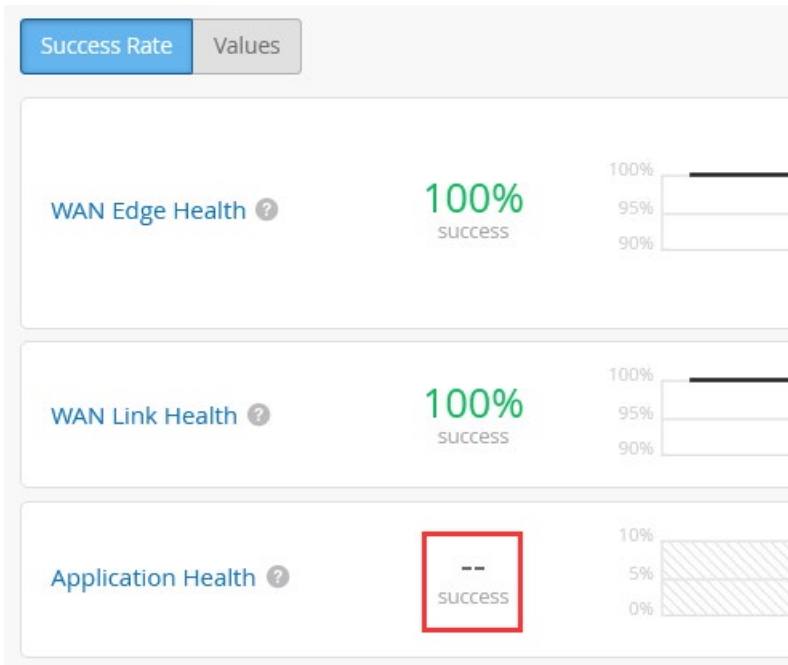 Success Rate Values
WAN Edge Health ?
100%
success
100%
95%
90%
WAN Link Health ?
100%
success
100%
95%
90%
Application Health ?
--
success
10%
5%
0%